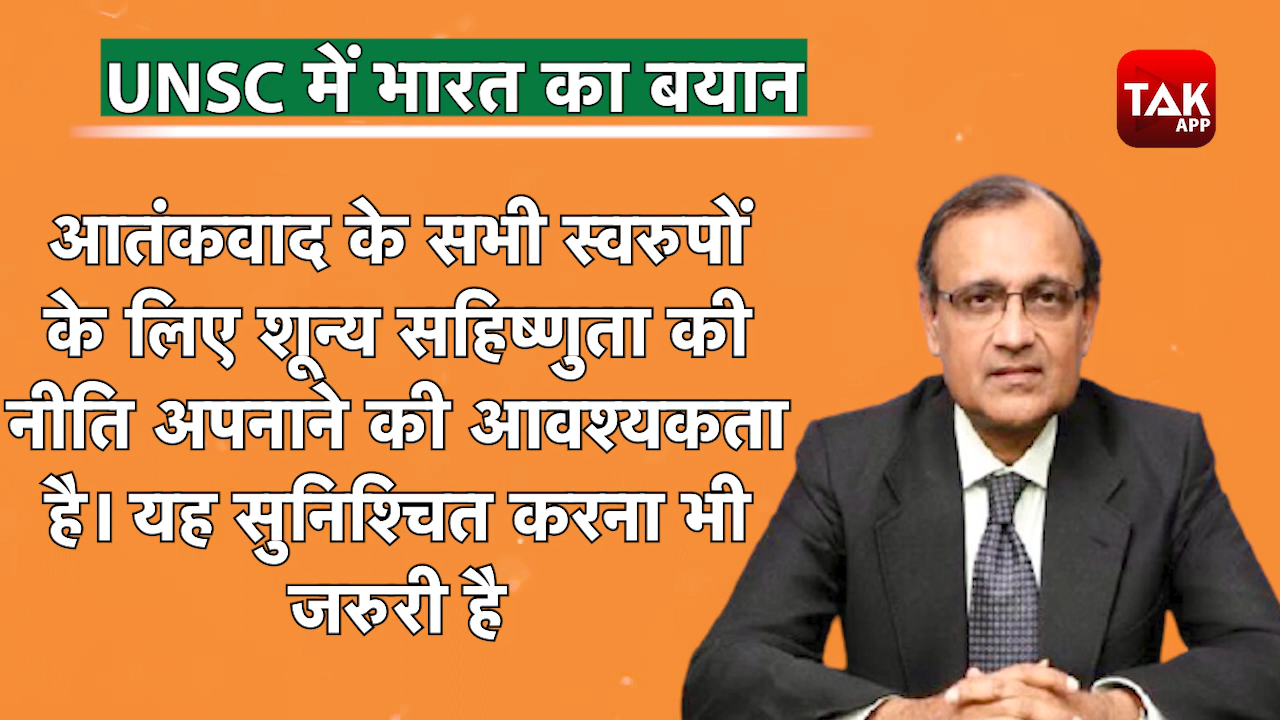 UNSC में भारत का बयान
TAK
APP
आतंकवाद के सभी स्वरुपों
के लिए शून्य सहिष्णुता की
नीति अपनाने की आवश्यकता
है। यह सुनिश्चित करना भी
जरुरी है